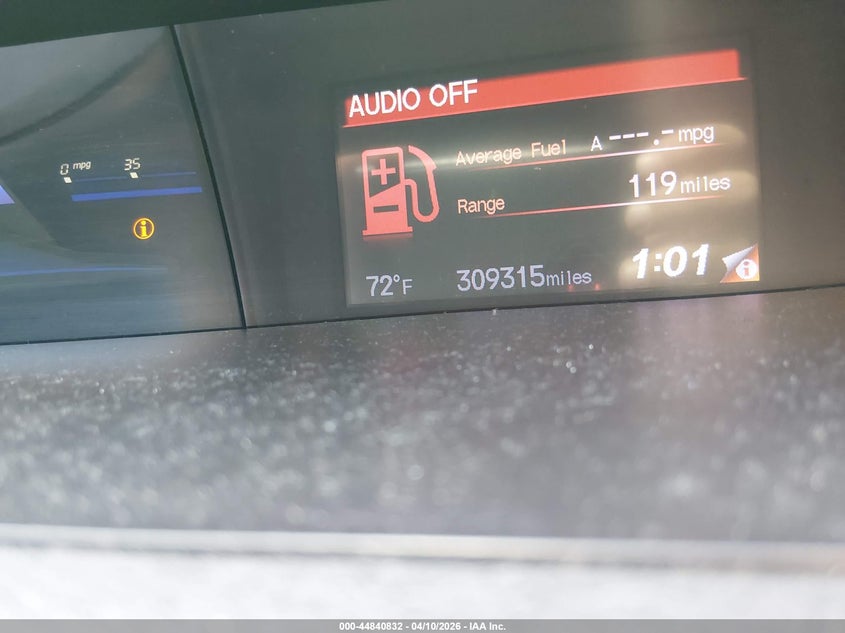 AUDIO OFF
0 mpg 35
Average Fuel A ---.- mpg
Range 119 miles
72°F 309315 miles 1:01
000-44840832 - 04/10/2026 - IAA Inc.